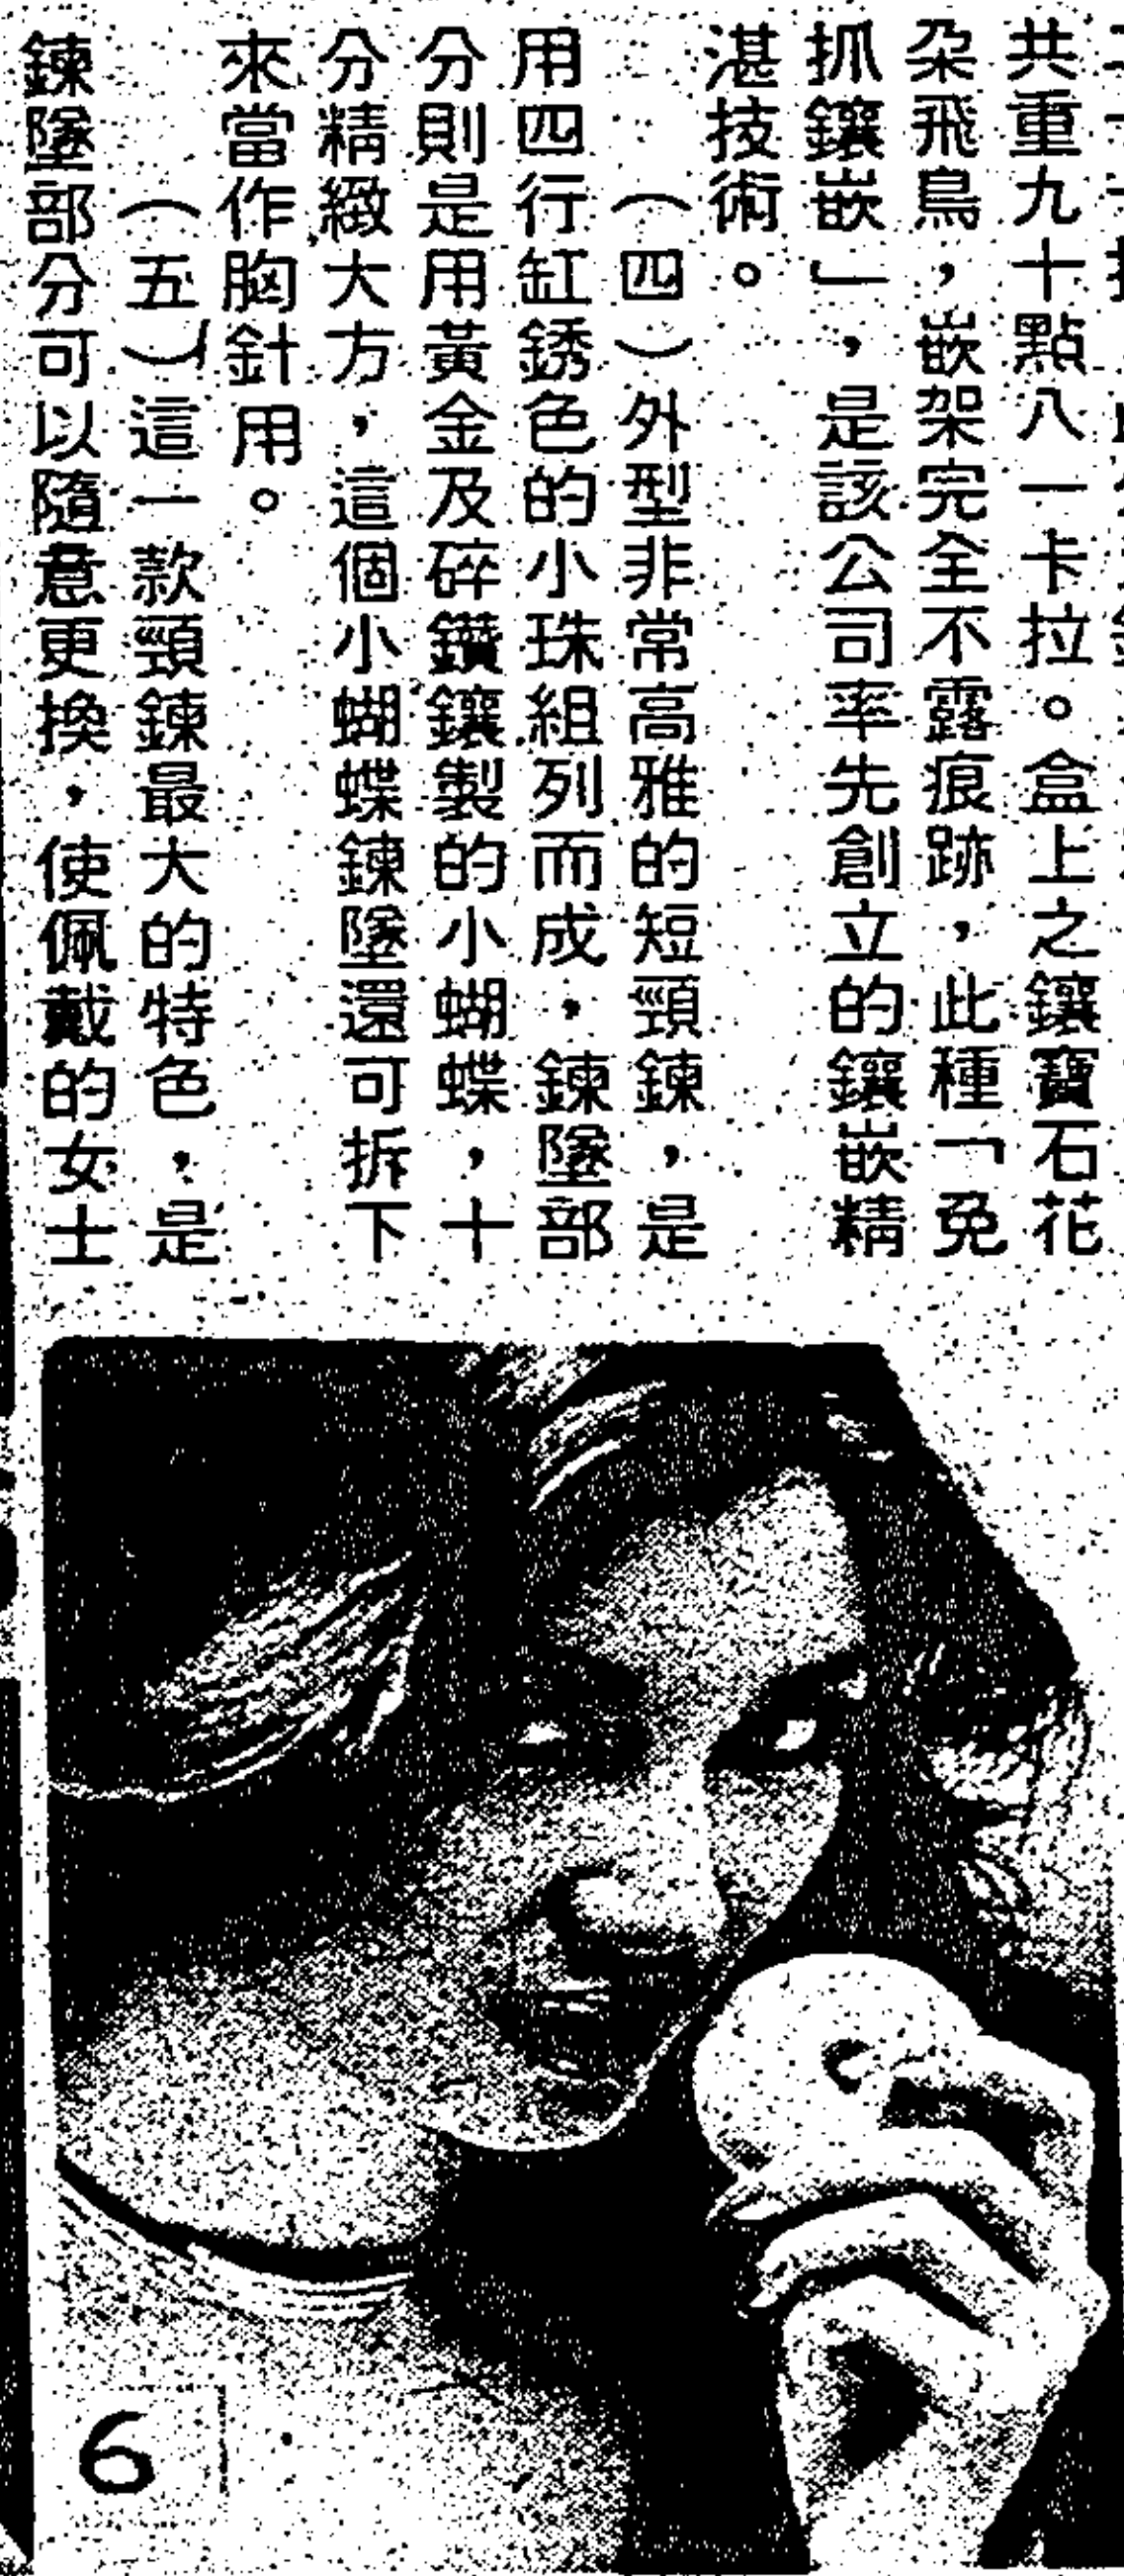 共重九十點八一卡拉。盒上之鑲寶石花
朶飛鳥，嵌架完全不露痕跡，此種「免
抓鑲嵌」，是該公司率先創立的鑲嵌精
湛技術。
（四）外型非常高雅的短頸鍊，是
用四行缸銹色的小珠組列而成，鍊墜部
分則是用黃金及碎鑽鑲製的小蝴蝶，十
分精緻大方，這個小蝴蝶鍊墜還可拆下
來當作胸針用。
（五）這一款頸鍊最大的特色，是
鍊墜部分可以隨意更換，使佩戴的女士
6